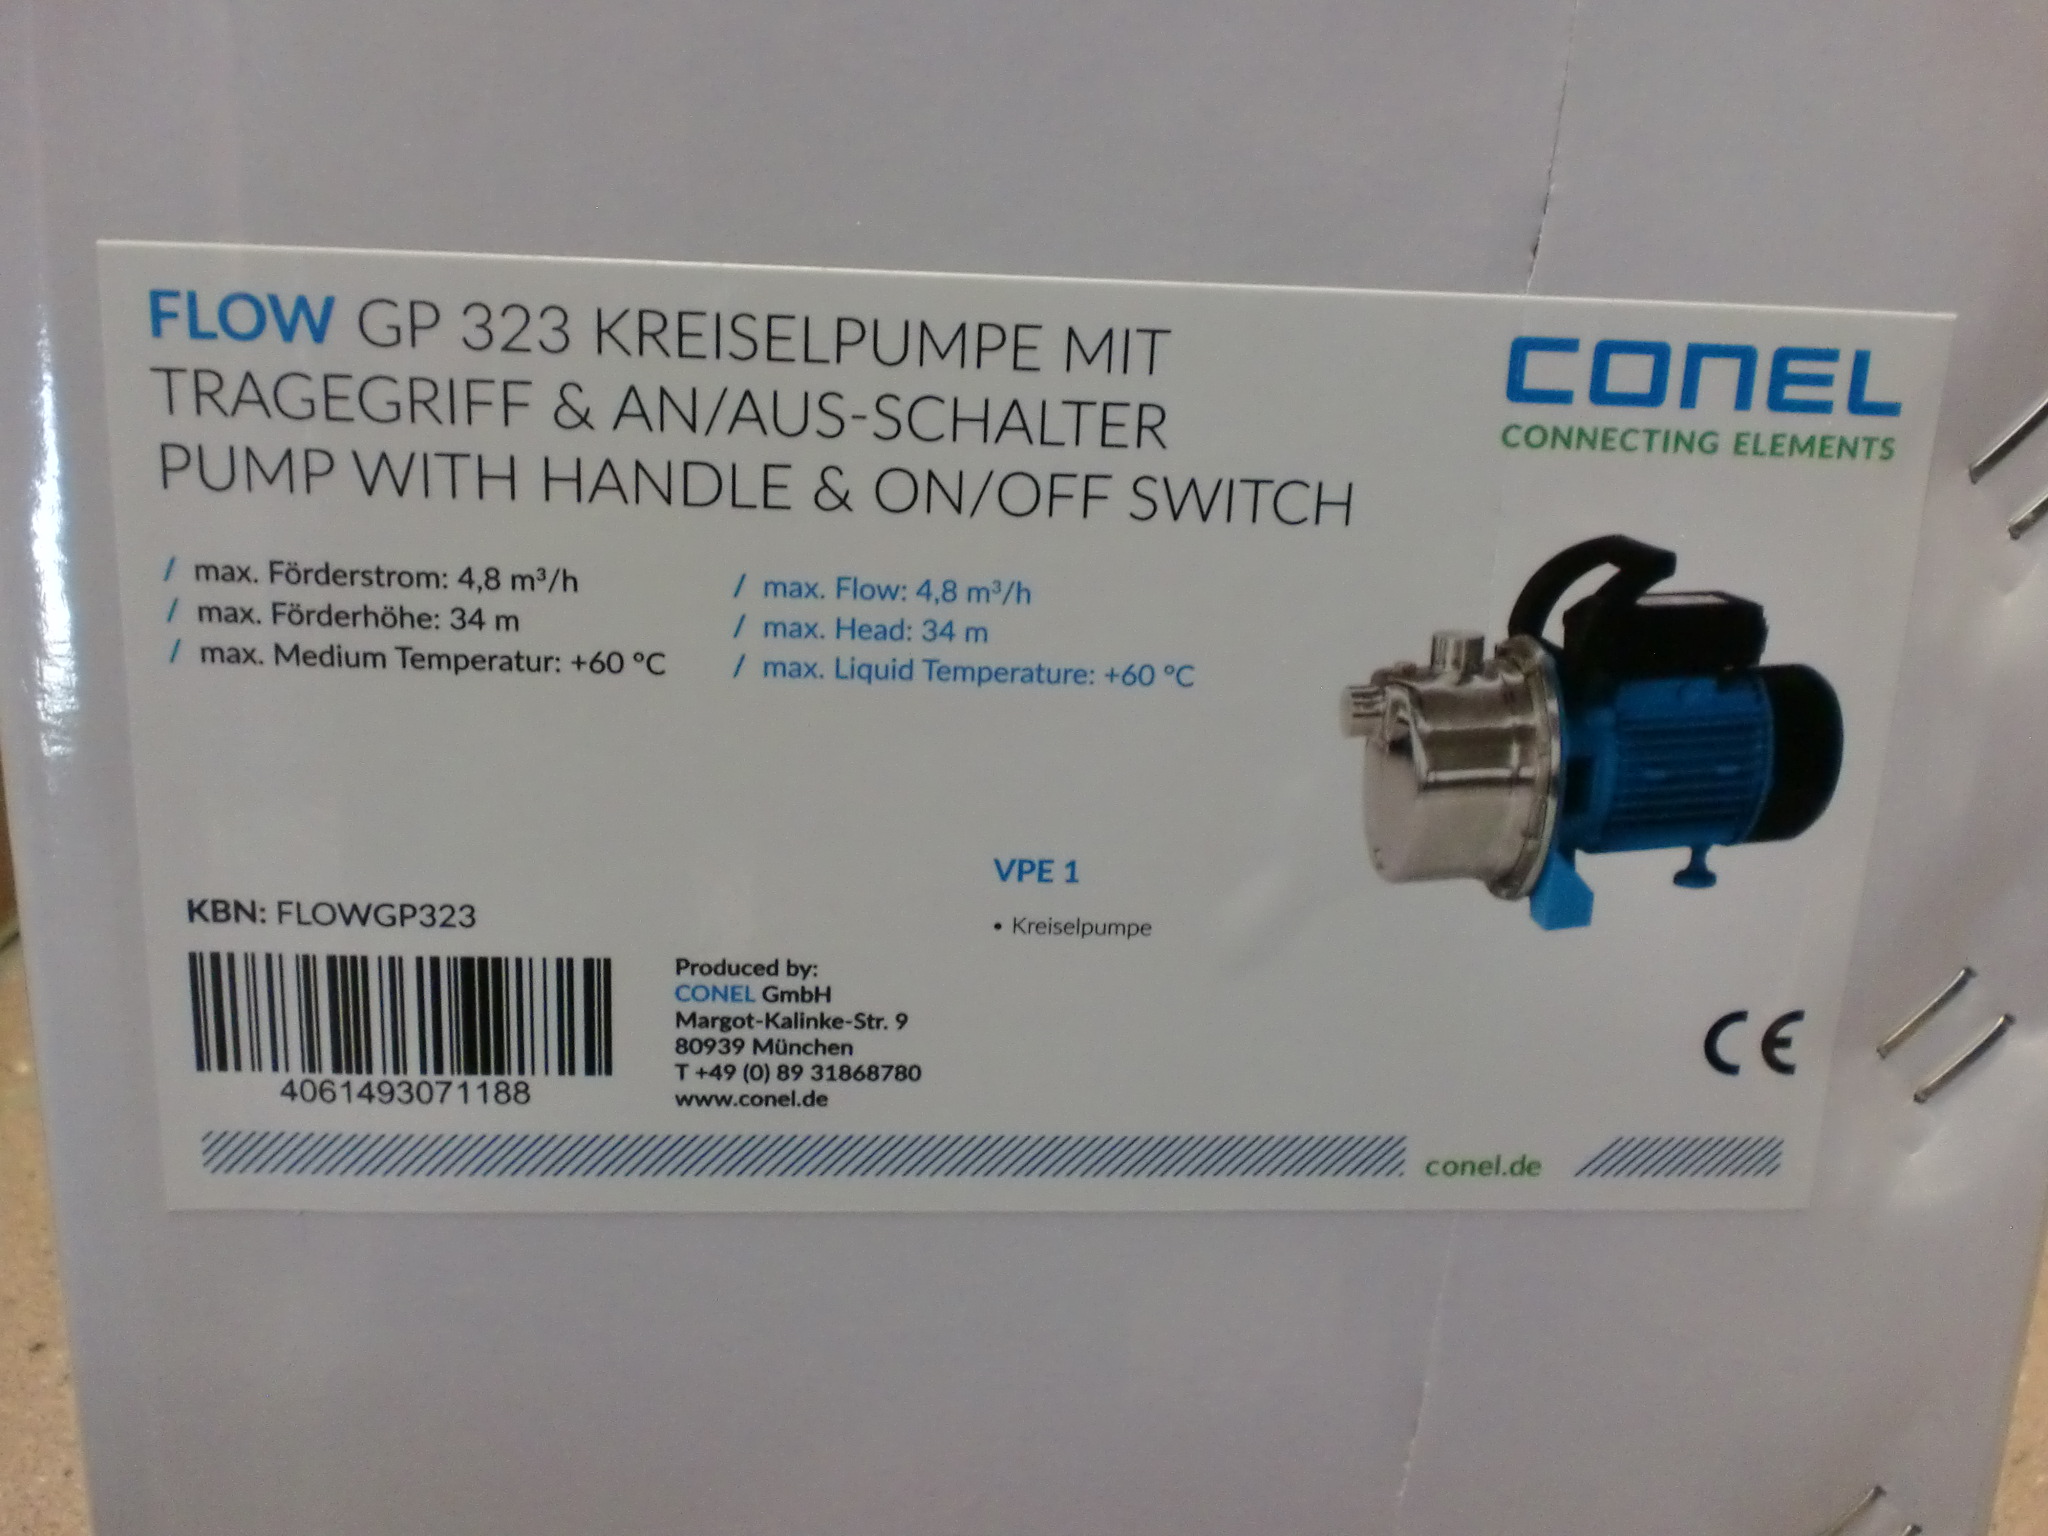 FLOW GP 323 KREISELPUMPE MIT
TRAGEGRIFF & AN/AUS-SCHALTER
PUMP WITH HANDLE & ON/OFF SWITCH
CONEL
CONNECTING ELEMENTS
/ max. Förderstrom: 4,8 m³/h
/ max. Förderhöhe: 34 m
/ max. Medium Temperatur: +60 °C
/ max. Flow: 4,8 m³/h
/ max. Head: 34 m
/ max. Liquid Temperature: +60 °C
VPE 1
• Kreiselpumpe
KBN: FLOWGP323
4061493071188
Produced by:
CONEL GmbH
Margot-Kalinke-Str. 9
80939 München
T +49 (0) 89 31868780
www.conel.de
CE
conel.de